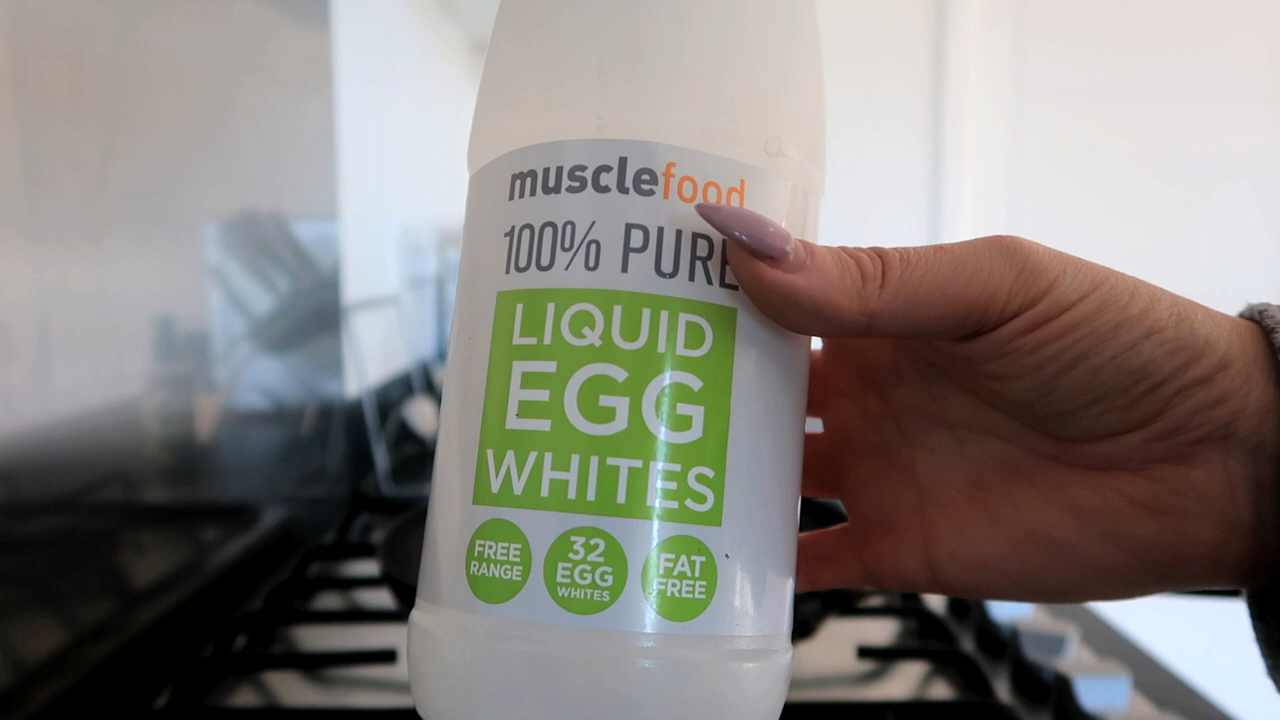 musclefood
100% PURE
LIQUID
EGG
WHITES
FREE
RANGE
32
EGG
WHITES
FAT
FREE